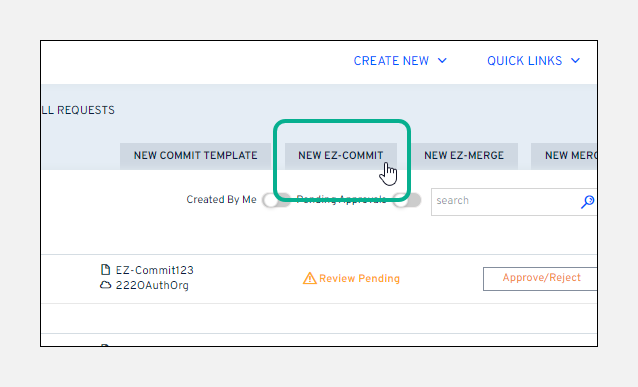 CREATE NEW
QUICK LINKS
LL REQUESTS
NEW COMMIT TEMPLATE
NEW EZ-COMMIT
NEW EZ-MERGE
NEW MERG
Created By Me
Pending Approvals
search
EZ-Commit123
222OAuthOrg
Review Pending
Approve/Reject